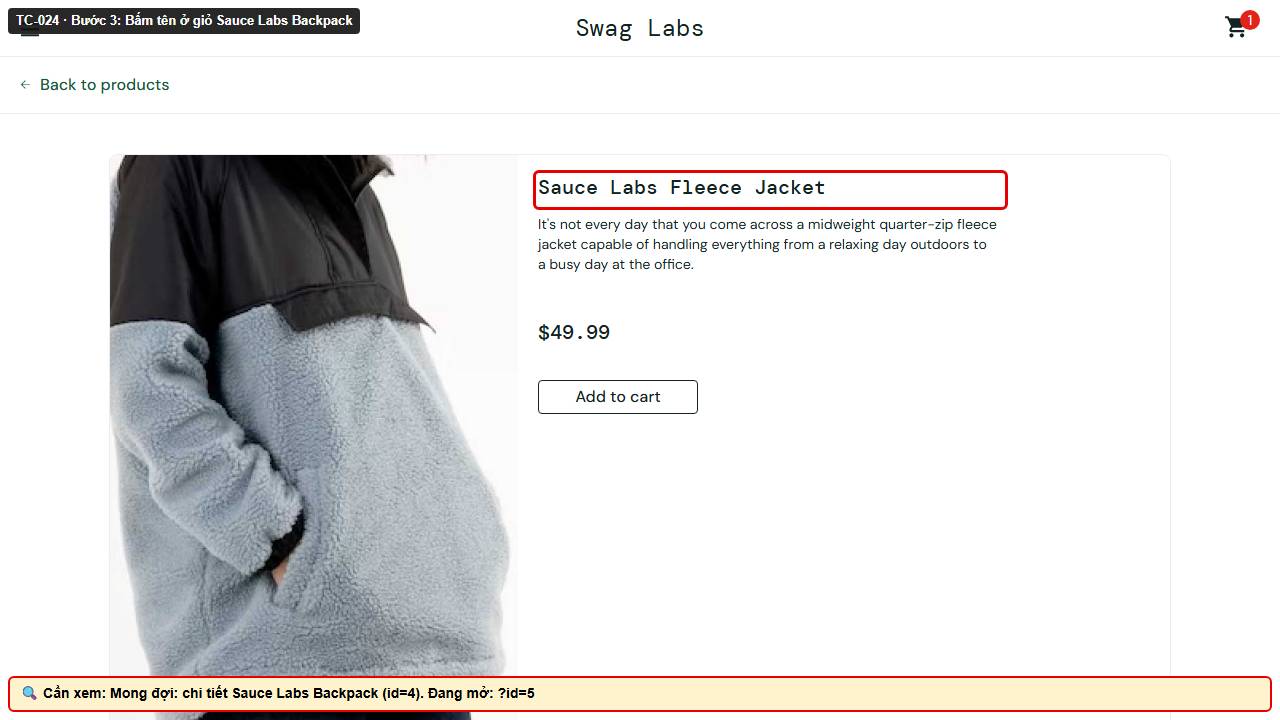 TC-024 · Bước 3: Bấm tên ở giỏ Sauce Labs Backpack
Swag Labs
1
Back to products
Sauce Labs Fleece Jacket
It's not every day that you come across a midweight quarter-zip fleece
jacket capable of handling everything from a relaxing day outdoors to
a busy day at the office.
$49.99
Add to cart
Cần xem: Mong đợi: chi tiết Sauce Labs Backpack (id=4). Đang mở: ?id=5